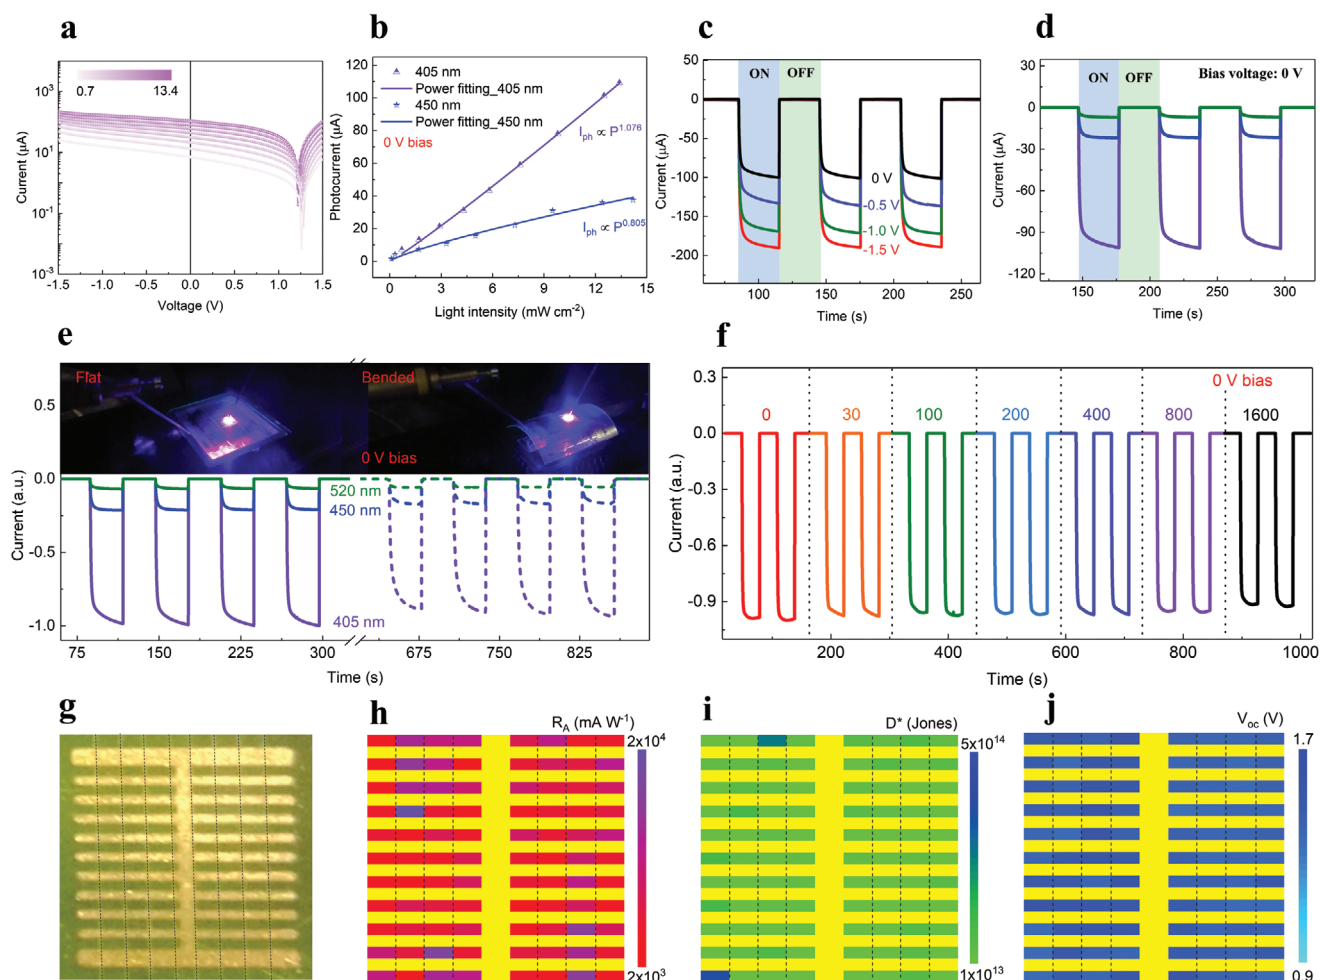 a
0.7 13.4
10³
10¹
10⁻¹
10⁻³
Current (µA)
-1.5 -1.0 -0.5 0.0 0.5 1.0 1.5
Voltage (V)
b
405 nm
Power fitting_405 nm
450 nm
Power fitting_450 nm
0 V bias
I_ph ∝ P^1.076
I_ph ∝ P^0.805
120
100
80
60
40
20
0
Photocurrent (µA)
0 3 6 9 12 15
Light intensity (mW cm⁻²)
c
ON OFF
50
0
-50
-100
-150
-200
Current (µA)
0 V
-0.5 V
-1.0 V
-1.5 V
100 150 200 250
Time (s)
d
ON OFF Bias voltage: 0 V
30
0
-30
-60
-90
-120
Current (µA)
150 200 250 300
Time (s)
e
Flat Bended
0 V bias
0.5
0.0
-0.5
-1.0
Current (a.u.)
520 nm
450 nm
405 nm
75 150 225 300 675 750 825
Time (s)
f
0 V bias
0 30 100 200 400 800 1600
0.3
0.0
-0.3
-0.6
-0.9
Current (a.u.)
200 400 600 800 1000
Time (s)
g
h
R_A (mA W⁻¹)
2x10⁴
2x10³
i
D* (Jones)
5x10¹⁴
1x10¹³
j
V_oc (V)
1.7
0.9